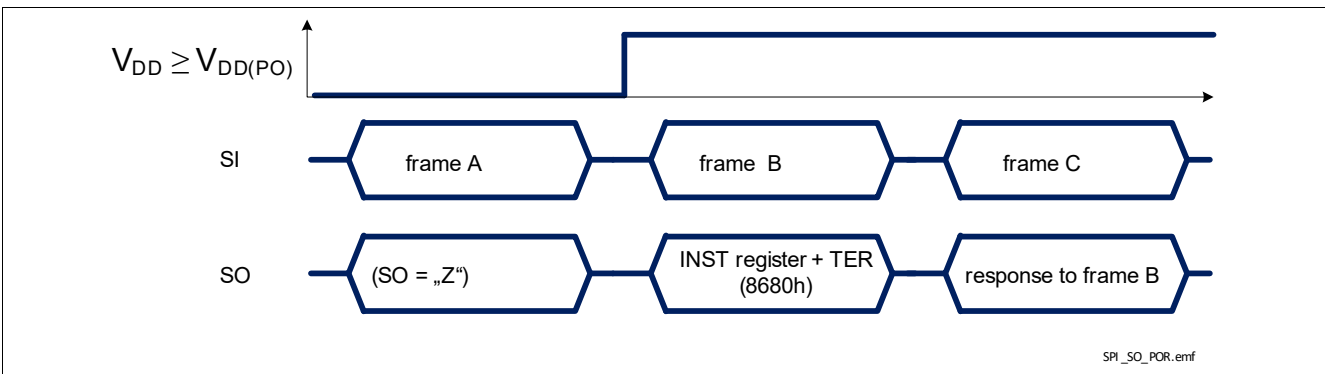 VDD ≥ VDD(PO)
SI
frame A
frame B
frame C
SO
(SO = „Z“)
INST register + TER
(8680h)
response to frame B
SPI_SO_POR.emf